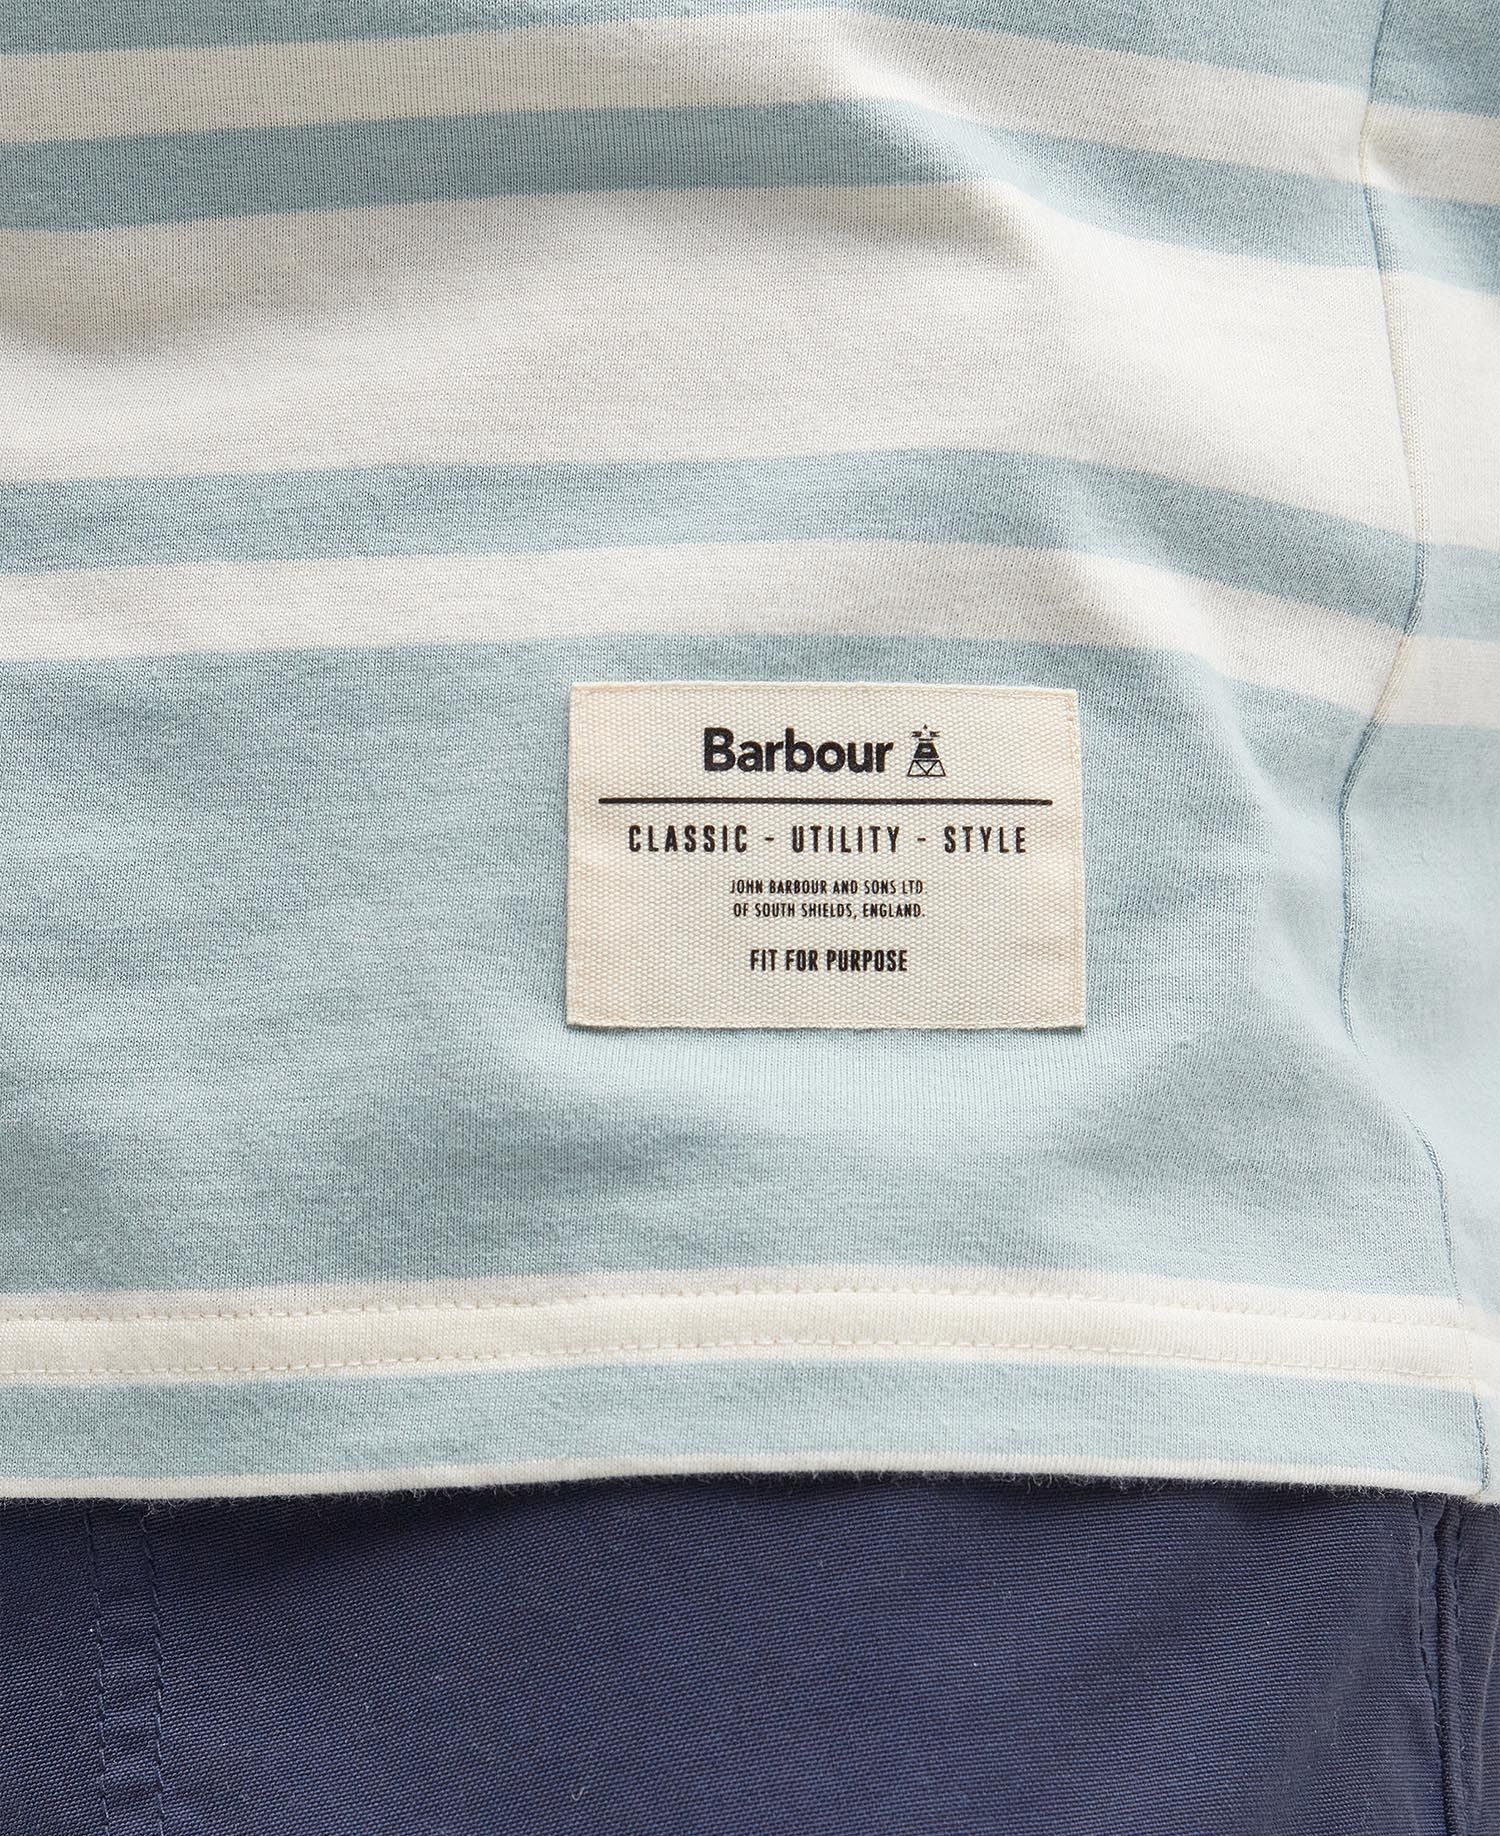 Barbour
CLASSIC - UTILITY - STYLE
JOHN BARBOUR AND SONS LTD.
OF SOUTH SHIELDS, ENGLAND.
FIT FOR PURPOSE